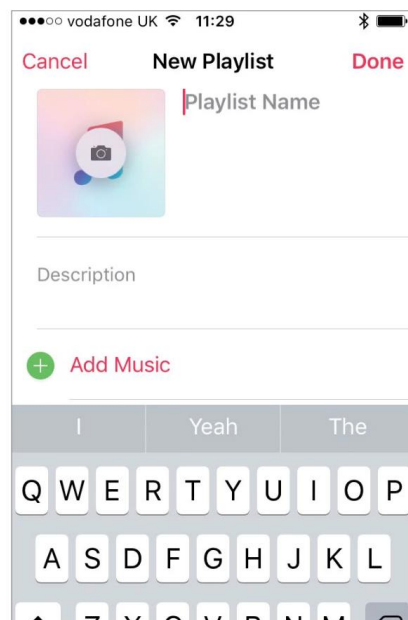 vodafone UK 11:29
Cancel New Playlist Done
Playlist Name
Description
Add Music
I Yeah The
Q W E R T Y U I O P
A S D F G H J K L
Z X C V B N M